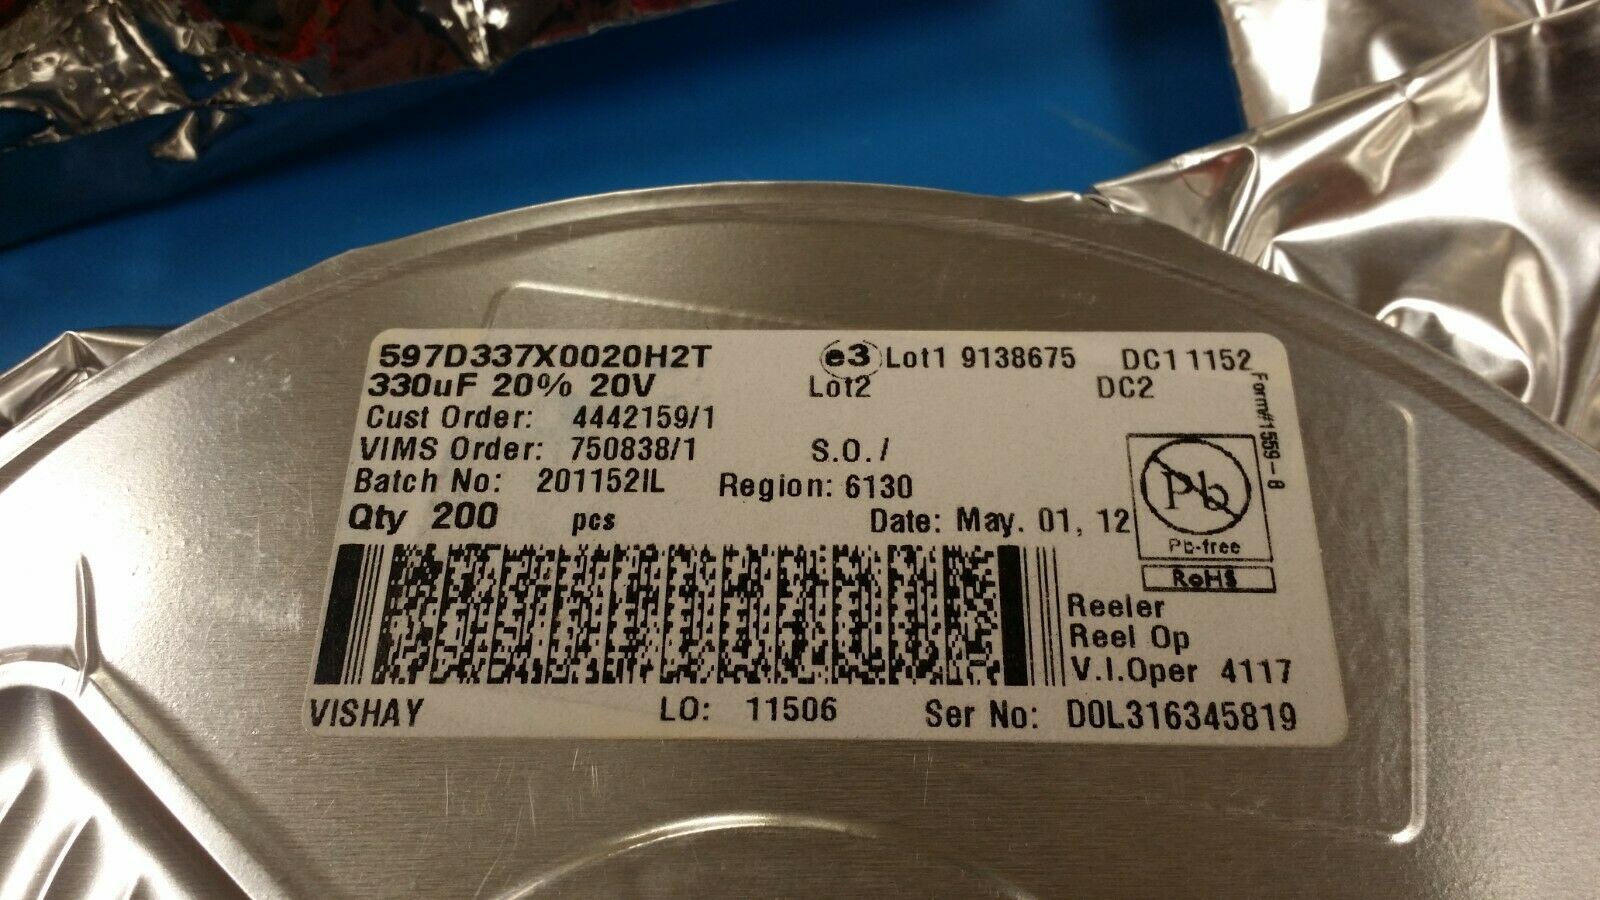 597D337X0020H2T e3 Lot1 9138675 DC1 1152
330uF 20% 20V Lot2 DC2
Cust Order: 4442159/1
VIMS Order: 750838/1 S.O./
Batch No: 201152IL Region: 6130
Qty 200 pcs Date: May. 01, 12
Form#1559-8
Pb
Pb-free
RoHS
Reeler
Reel Op
V.I.Oper 4117
VISHAY LO: 11506 Ser No: D0L316345819